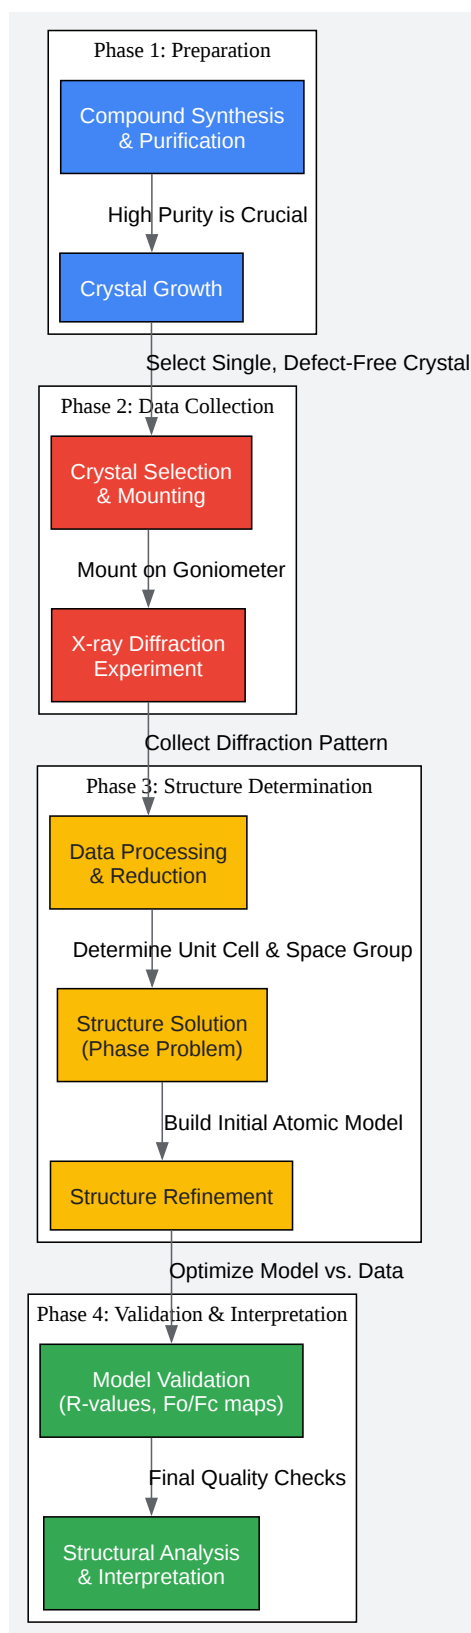 Phase 1: Preparation
Compound Synthesis
& Purification
High Purity is Crucial
Crystal Growth
Select Single, Defect-Free Crystal
Phase 2: Data Collection
Crystal Selection
& Mounting
Mount on Goniometer
X-ray Diffraction
Experiment
Collect Diffraction Pattern
Phase 3: Structure Determination
Data Processing
& Reduction
Determine Unit Cell & Space Group
Structure Solution
(Phase Problem)
Build Initial Atomic Model
Structure Refinement
Optimize Model vs. Data
Phase 4: Validation & Interpretation
Model Validation
(R-values, Fo/Fc maps)
Final Quality Checks
Structural Analysis
& Interpretation